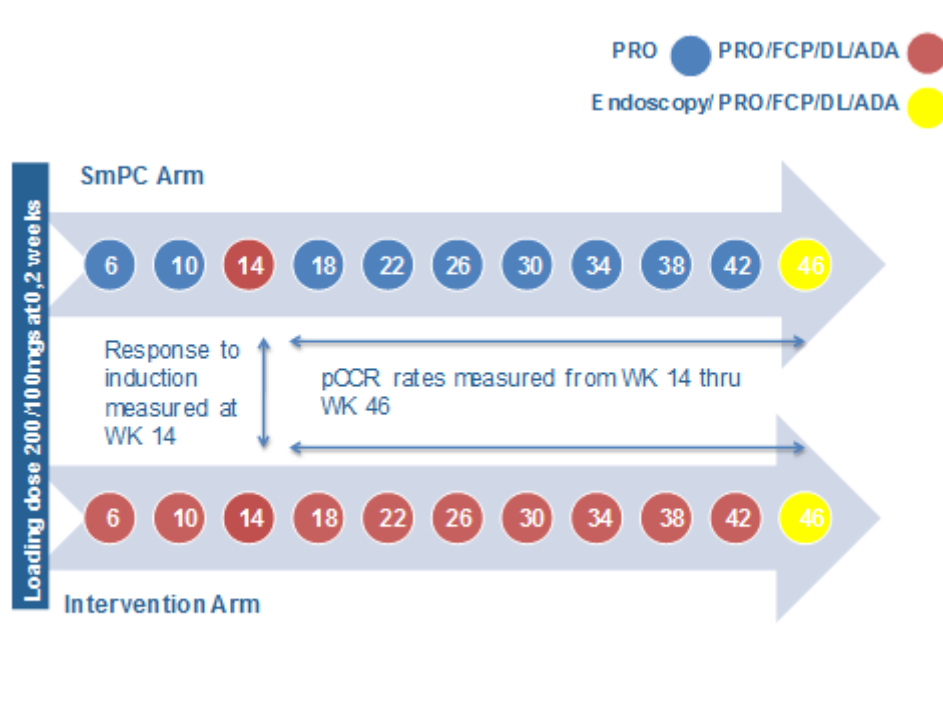 PRO PRO/FCP/DL/ADA
Endoscopy/ PRO/FCP/DL/ADA
Loading dose 200/100mgs at 0,2 weeks
SmPC Arm
6 10 14 18 22 26 30 34 38 42 46
Response to
induction
measured at
WK 14
pOCR rates measured from WK 14 thru
WK 46
6 10 14 18 22 26 30 34 38 42 46
Intervention Arm